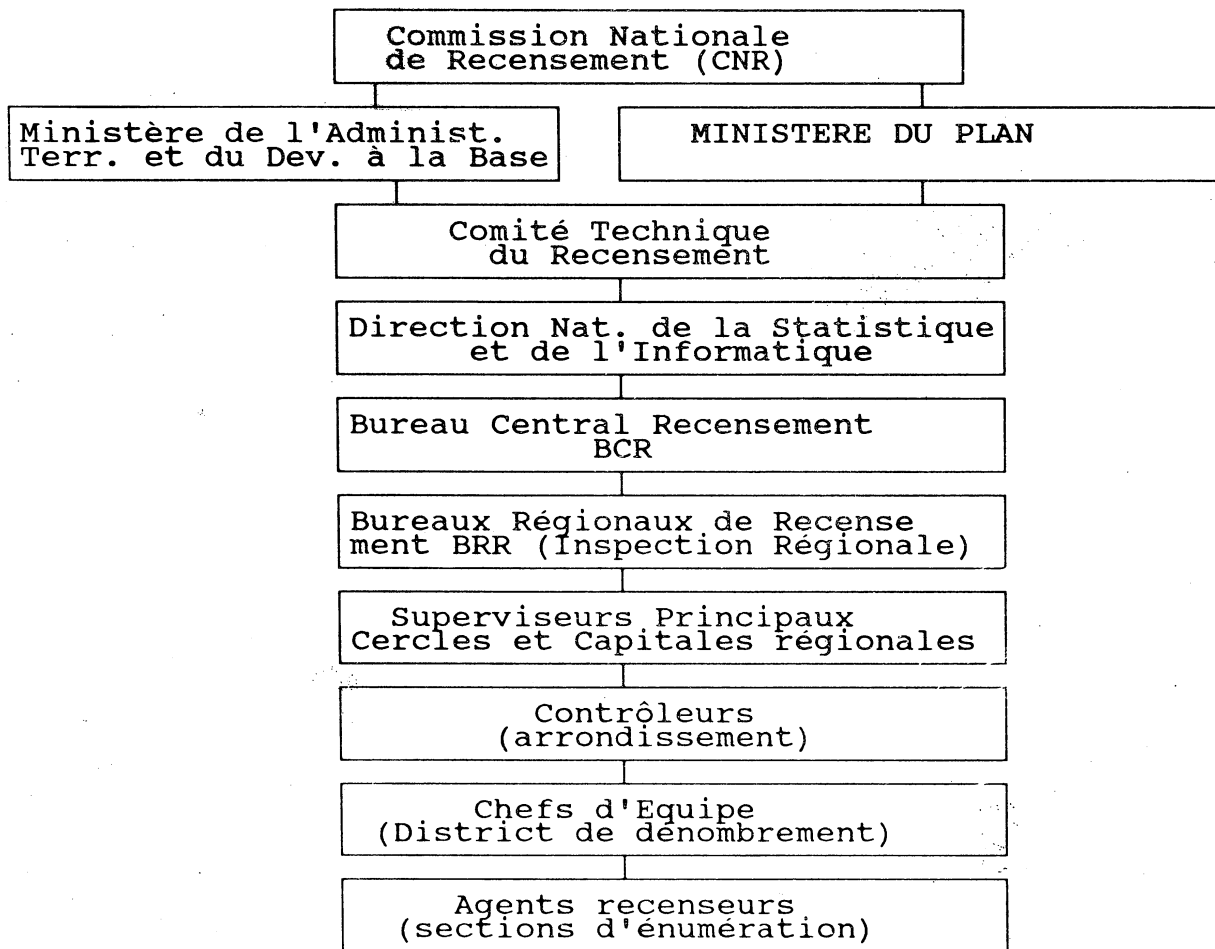 Commission Nationale
de Recensement (CNR)
Ministère de l'Administ.
Terr. et du Dev. à la Base
MINISTERE DU PLAN
Comité Technique
du Recensement
Direction Nat. de la Statistique
et de l'Informatique
Bureau Central Recensement
BCR
Bureaux Régionaux de Recense
ment BRR (Inspection Régionale)
Superviseurs Principaux
Cercles et Capitales régionales
Contrôleurs
(arrondissement)
Chefs d'Equipe
(District de dénombrement)
Agents recenseurs
(sections d'énumération)